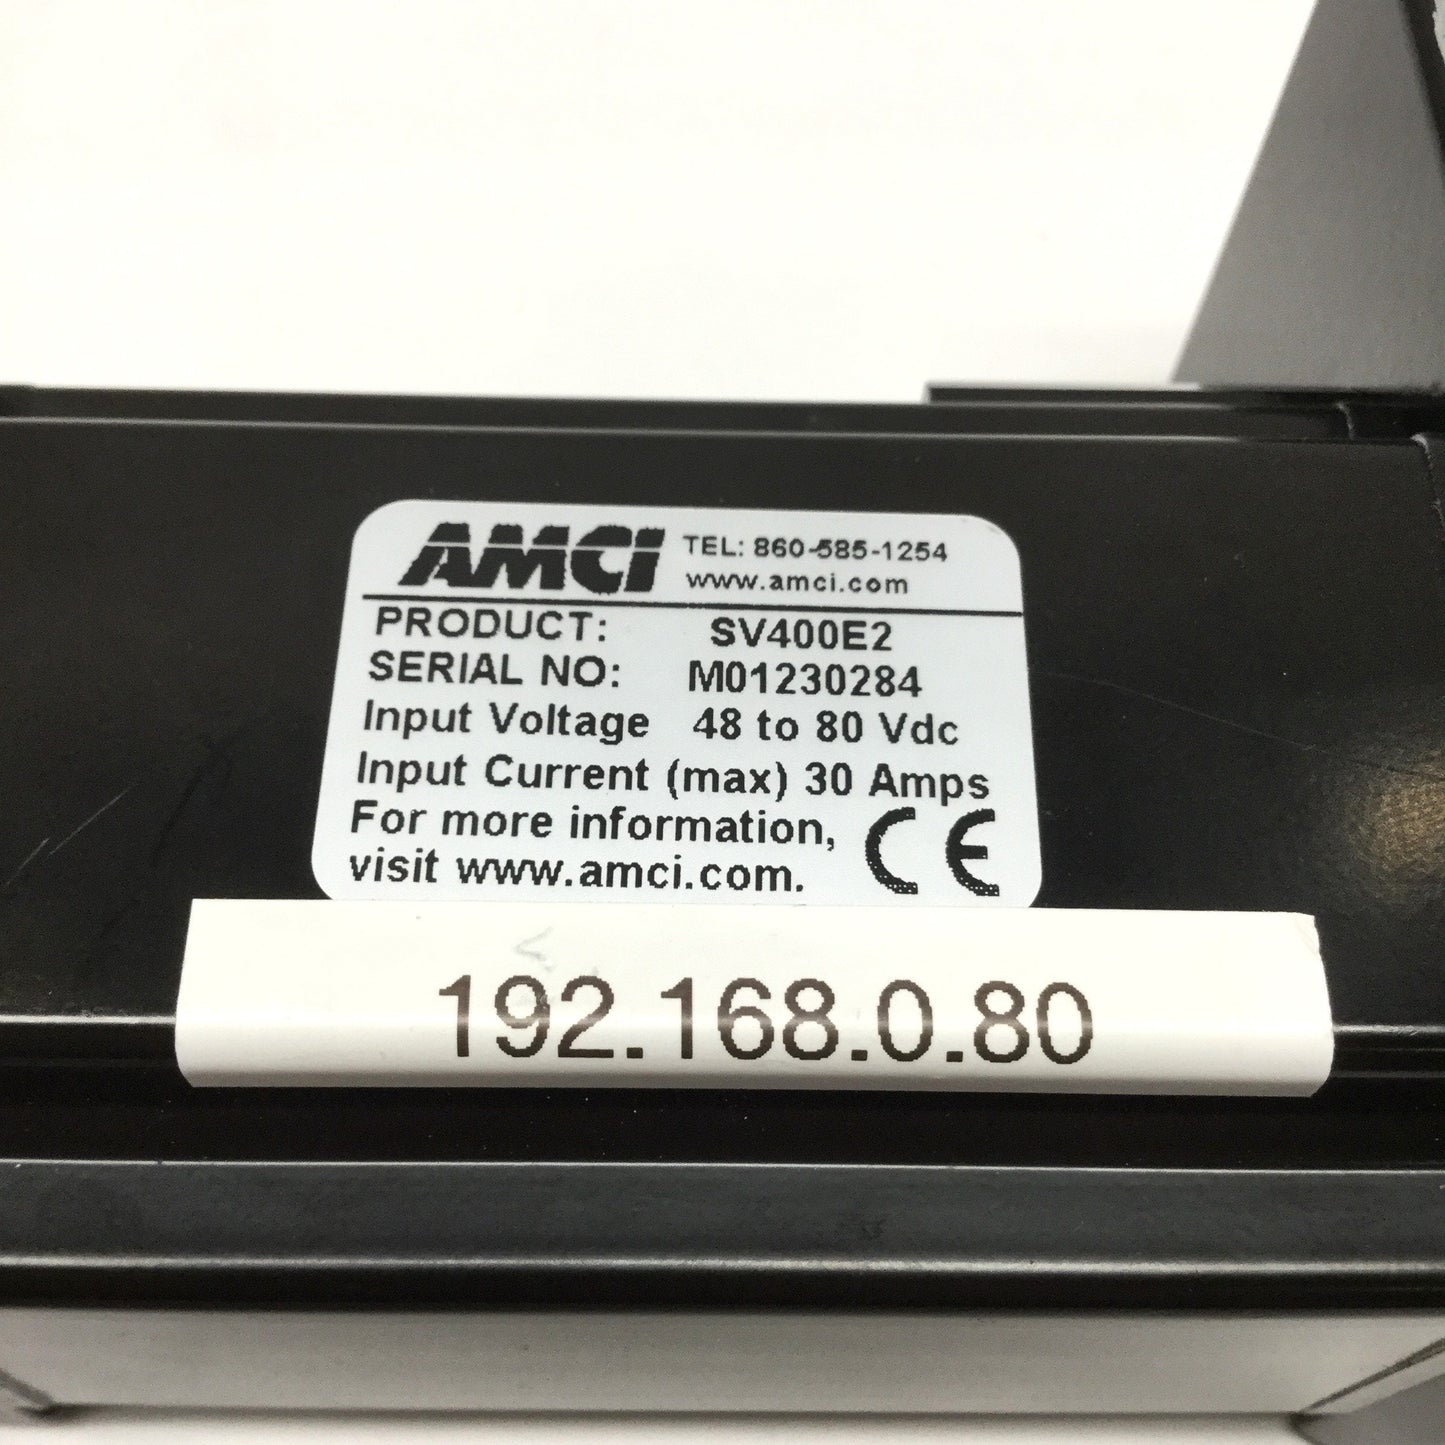 AMCI TEL: 860-585-1254
www.amci.com
PRODUCT: SV400E2
SERIAL NO: M01230284
Input Voltage 48 to 80 Vdc
Input Current (max) 30 Amps
For more information,
visit www.amci.com. CE
192.168.0.80